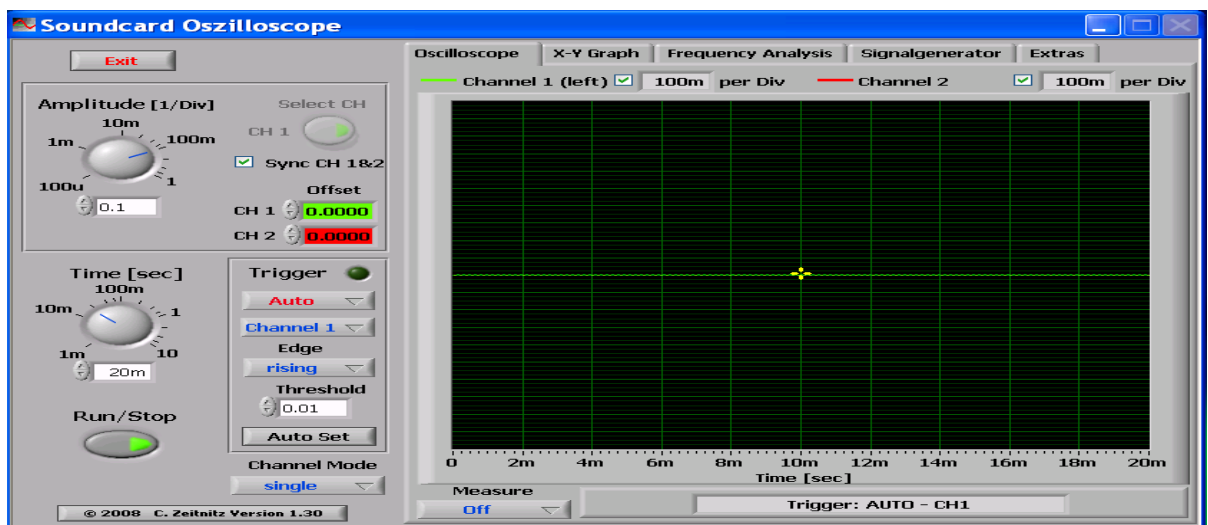 Soundcard Oszilloscope
Exit
Amplitude [1/Div]
10m
1m
100m
100u
1
0.1
Select CH
CH 1
Sync CH 1&2
Offset
CH 1 0.0000
CH 2 0.0000
Time [sec]
100m
10m
1
1m
10
20m
Run/Stop
Trigger
Auto
Channel 1
Edge
rising
Threshold
0.01
Auto Set
Channel Mode
single
© 2008 C. Zeitnitz Version 1.30
Oscilloscope X-Y Graph Frequency Analysis Signalgenerator Extras
Channel 1 (left) 100m per Div Channel 2 100m per Div
0 2m 4m 6m 8m 10m 12m 14m 16m 18m 20m
Time [sec]
Measure
Off
Trigger: AUTO - CH1